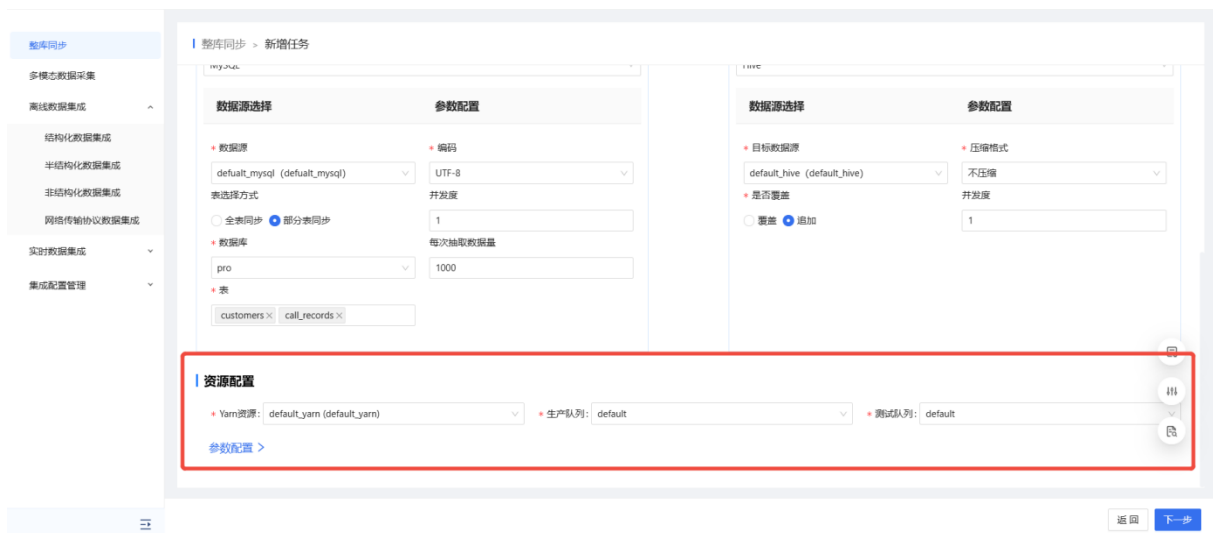 整库同步
多模态数据采集
离线数据集成
结构化数据集成
半结构化数据集成
非结构化数据集成
网络传输协议数据集成
实时数据集成
集成配置管理
整库同步 > 新增任务
MySQL
数据源选择 参数配置
* 数据源 * 编码
defualt_mysql (defualt_mysql) UTF-8
表选择方式 并发度
全表同步 部分表同步 1
* 数据库 每次抽取数据量
pro 1000
* 表
customers × call_records ×
Hive
数据源选择 参数配置
* 目标数据源 * 压缩格式
default_hive (default_hive) 不压缩
* 是否覆盖 并发度
覆盖 追加 1
资源配置
* Yarn资源: default_yarn (default_yarn) * 生产队列: default * 测试队列: default
参数配置 >
返回 下一步